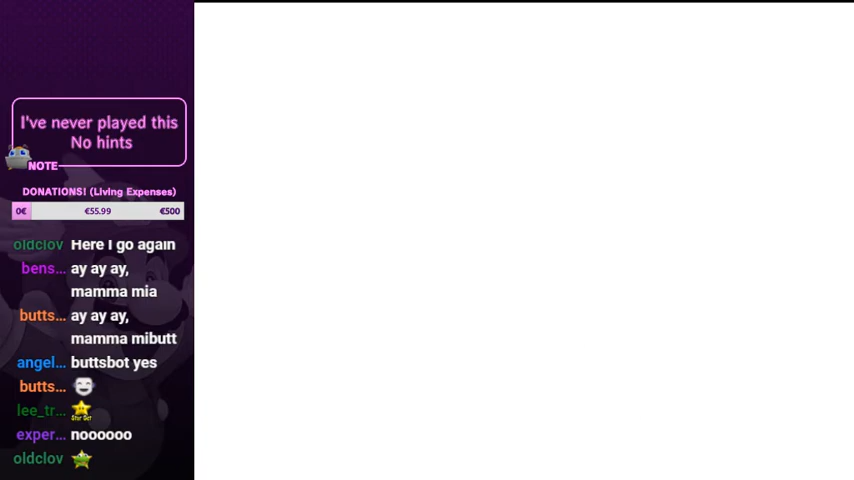 I've never played this
No hints
NOTE
DONATIONS! (Living Expenses)
0€ €55.99 €500
oldclov Here I go again
bens... ay ay ay,
mamma mia
butts... ay ay ay,
mamma mibutt
angel... buttsbot yes
butts...
lee_tr...
Star Get
exper... noooooo
oldclov